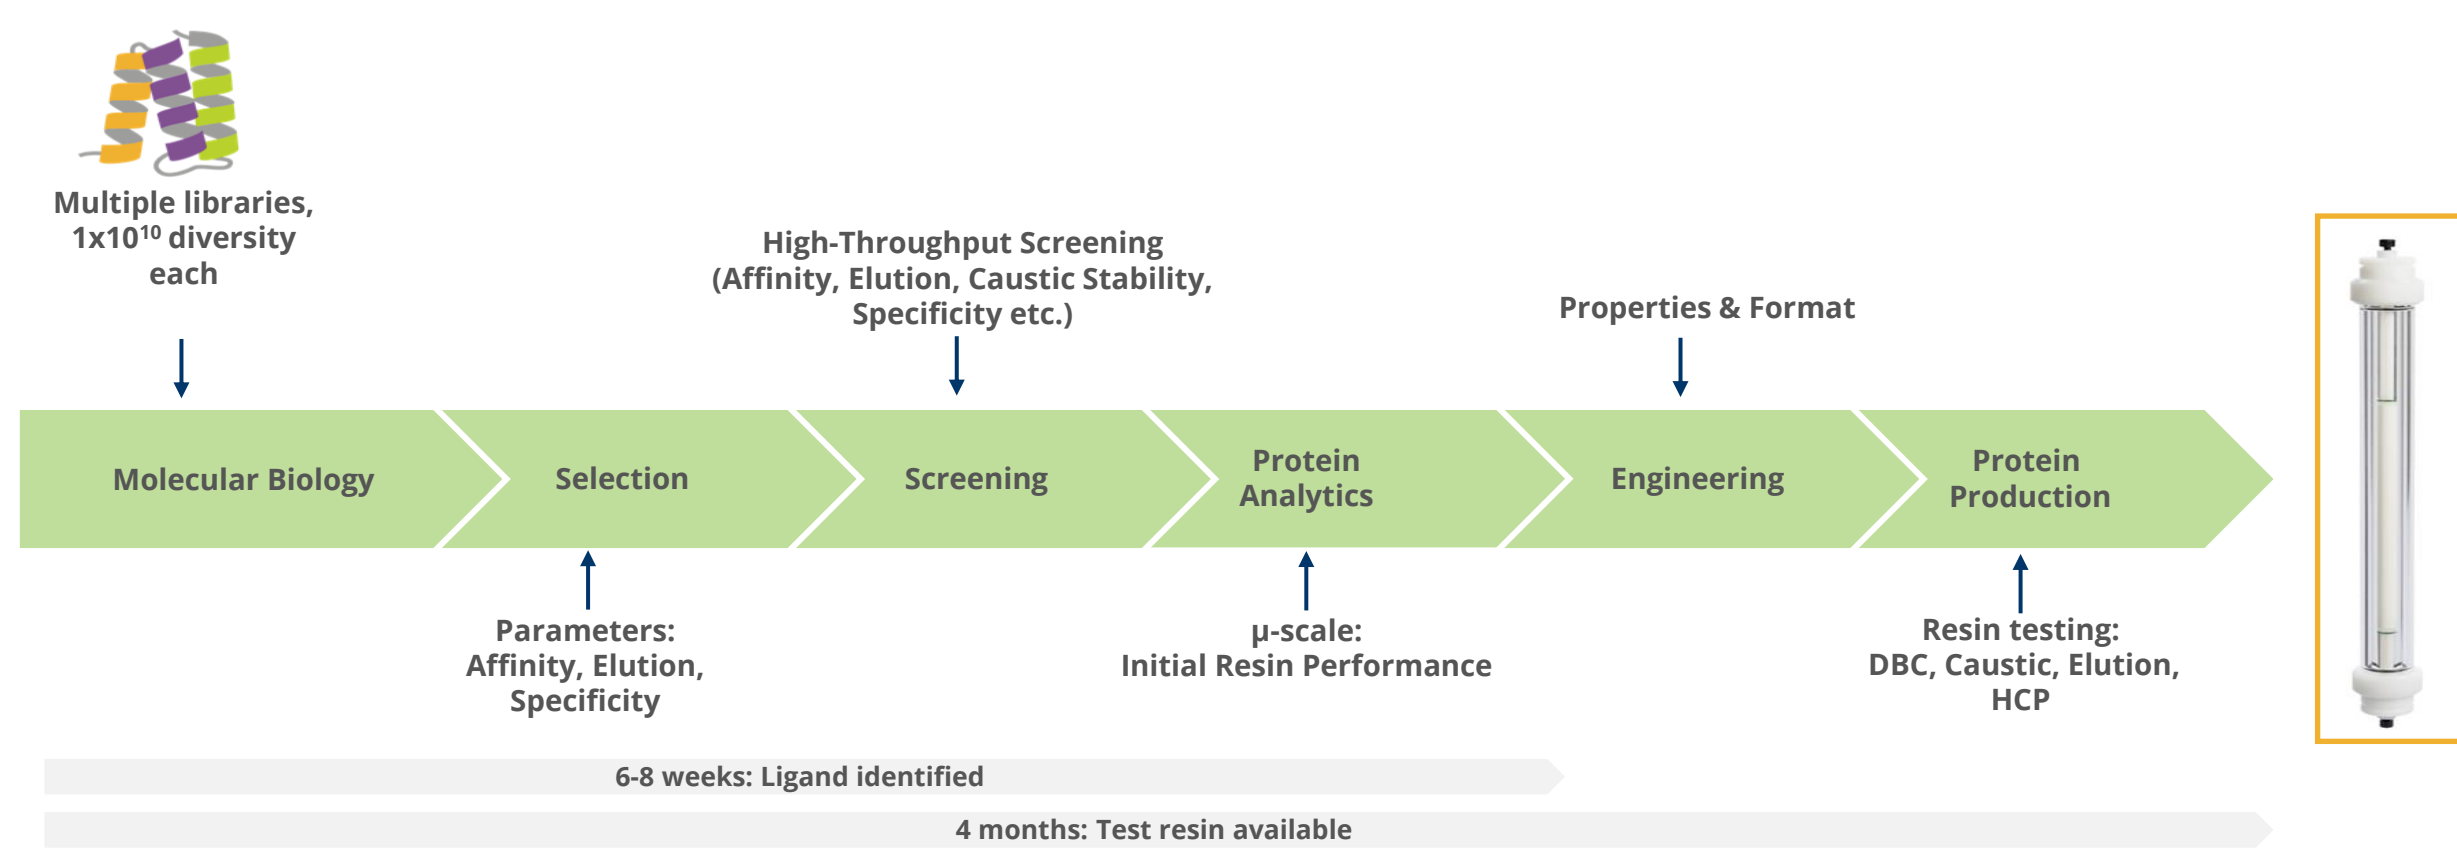 Multiple libraries,
1x10¹⁰ diversity
each
High-Throughput Screening
(Affinity, Elution, Caustic Stability,
Specificity etc.)
Properties & Format
Molecular Biology
Selection
Screening
Protein
Analytics
Engineering
Protein
Production
Parameters:
Affinity, Elution,
Specificity
µ-scale:
Initial Resin Performance
Resin testing:
DBC, Caustic, Elution,
HCP
6-8 weeks: Ligand identified
4 months: Test resin available